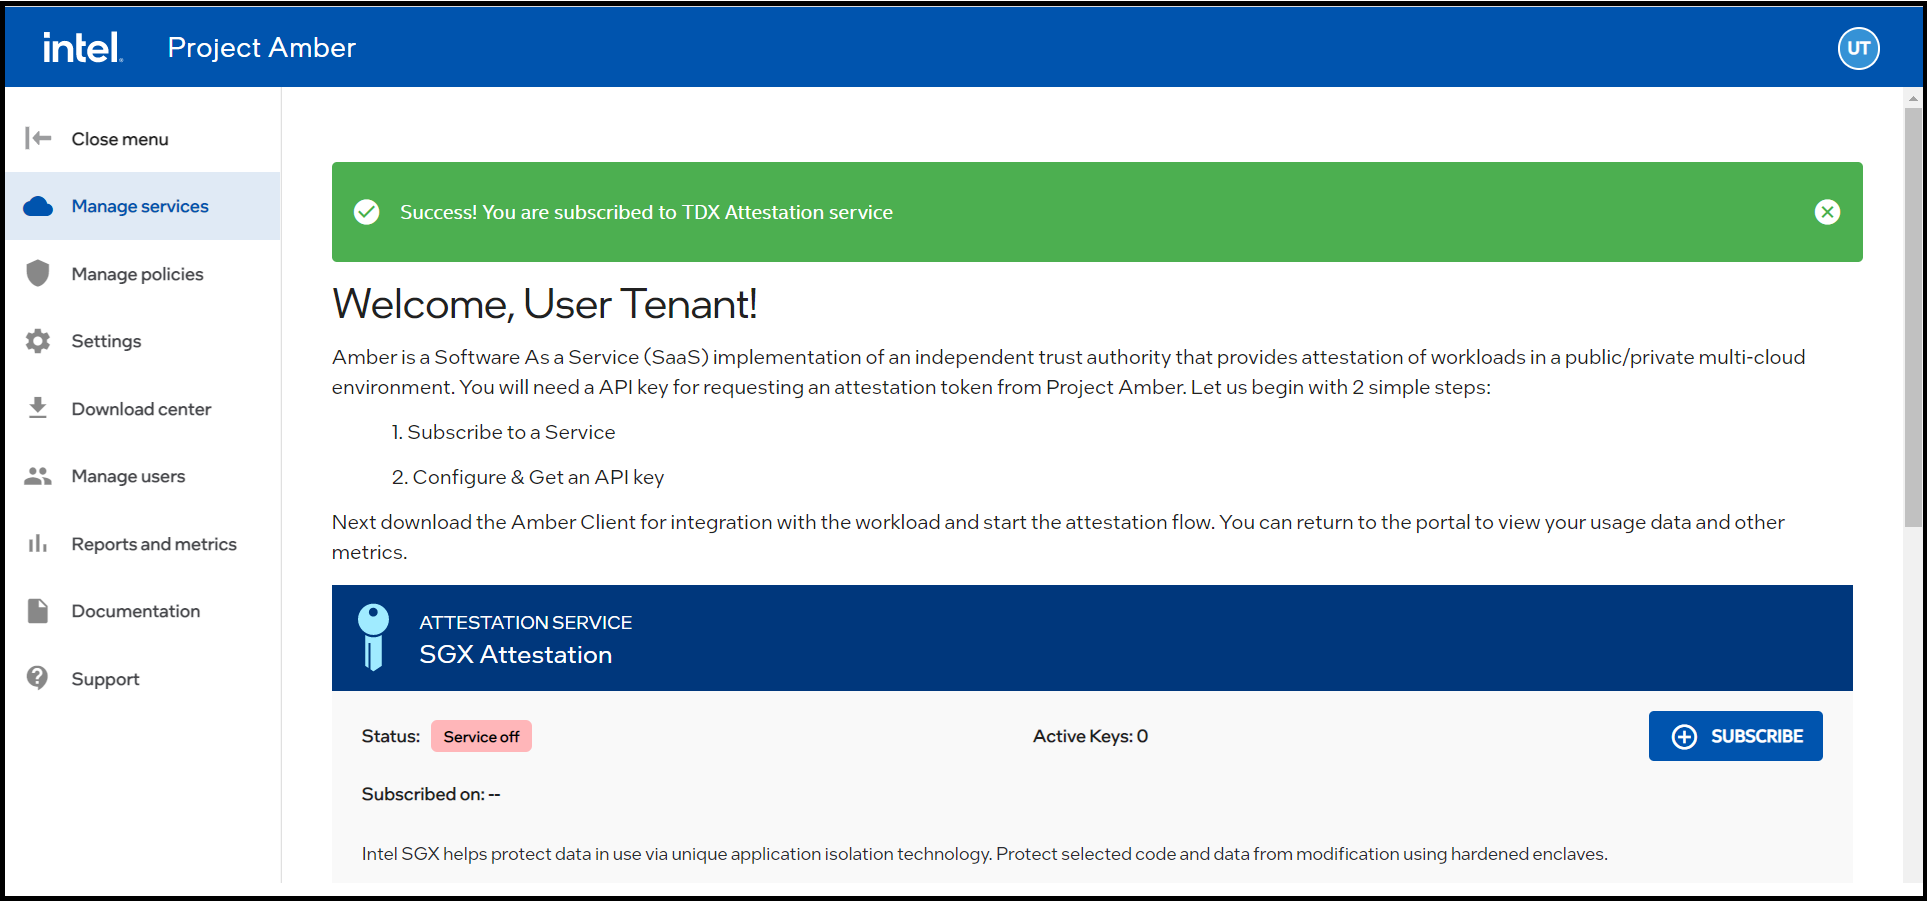 intel. Project Amber
UT
Close menu
Manage services
Manage policies
Settings
Download center
Manage users
Reports and metrics
Documentation
Support
Success! You are subscribed to TDX Attestation service
Welcome, User Tenant!
Amber is a Software As a Service (SaaS) implementation of an independent trust authority that provides attestation of workloads in a public/private multi-cloud
environment. You will need a API key for requesting an attestation token from Project Amber. Let us begin with 2 simple steps:
1. Subscribe to a Service
2. Configure & Get an API key
Next download the Amber Client for integration with the workload and start the attestation flow. You can return to the portal to view your usage data and other
metrics.
ATTESTATION SERVICE
SGX Attestation
Status: Service off
Active Keys: 0
SUBSCRIBE
Subscribed on: --
Intel SGX helps protect data in use via unique application isolation technology. Protect selected code and data from modification using hardened enclaves.